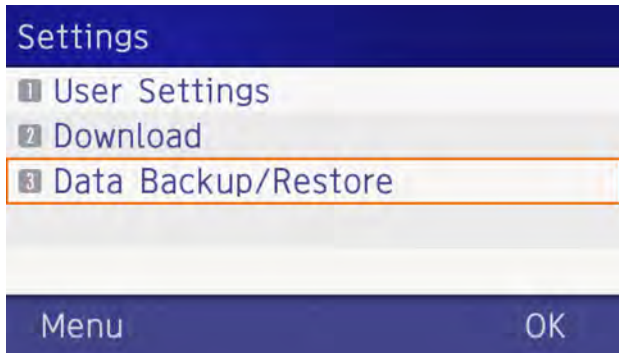 Settings
1 User Settings
2 Download
3 Data Backup/Restore
Menu OK